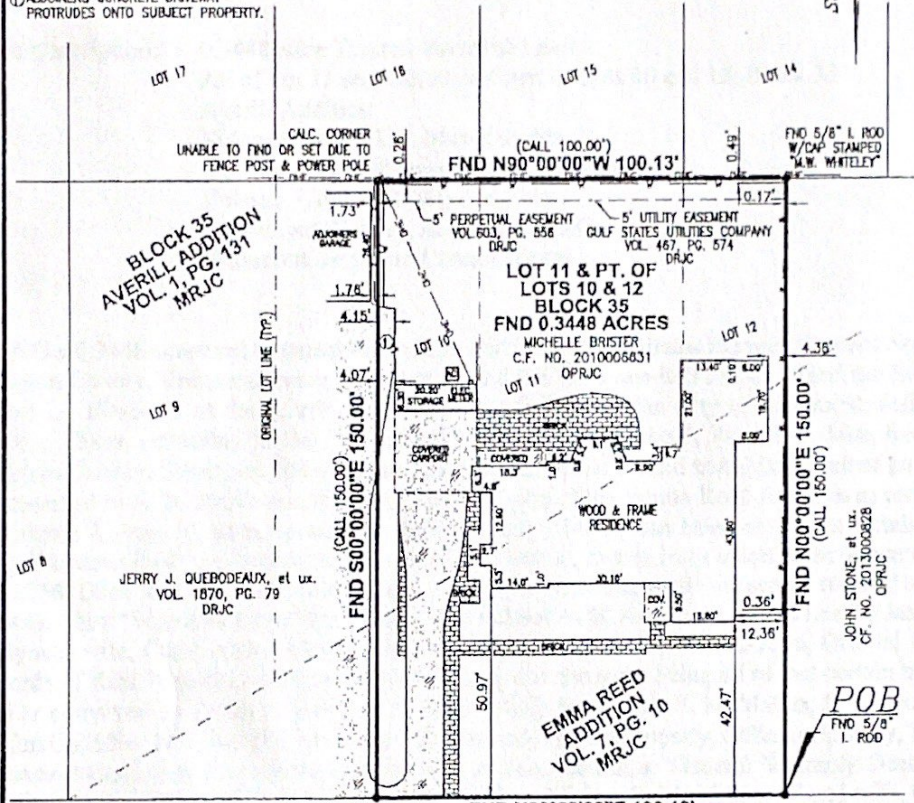 PROTRUDES ONTO SUBJECT PROPERTY.
LOT 17
LOT 16
LOT 15
LOT 14
CALC. CORNER
UNABLE TO FIND OR SET DUE TO
FENCE POST & POWER POLE
0.26'
(CALL 100.00')
FND N90°00'00"W 100.13'
0.49'
FND 5/8" I. ROD
W/CAP STAMPED
"M.W. WHITELEY"
BLOCK 35
AVERILL ADDITION
VOL. 1, PG. 131
MRJC
1.73'
5' PERPETUAL EASEMENT
VOL.603, PG. 556
DRJC
5' UTILITY EASEMENT
GULF STATES UTILITIES COMPANY
VOL. 467, PG. 574
DRJC
0.17'
LOT 11 & PT. OF
LOTS 10 & 12
BLOCK 35
FND 0.3448 ACRES
MICHELLE BRISTER
C.F. NO. 2010006831
OPRJC
1.78'
4.15'
LOT 10
LOT 12
4.36'
4.07'
LOT 11
STORAGE
METER
LOT 9
COVERED
CARPORT
COVERED
BRICK
(CALL 150.00')
FND S00°00'00"E 150.00'
FND N00°00'00"E 150.00'
(CALL 150.00')
WOOD & FRAME
RESIDENCE
LOT 8
JERRY J. QUEBODEAUX, et ux.
VOL. 1870, PG. 79
DRJC
JOHN STONE, et ux
CF NO. 2013000828
OPRJC
0.36'
12.36'
BRICK
50.97'
EMMA REED
ADDITION
VOL. 7, PG. 10
MRJC
42.77'
POB
FND 5/8"
I. ROD